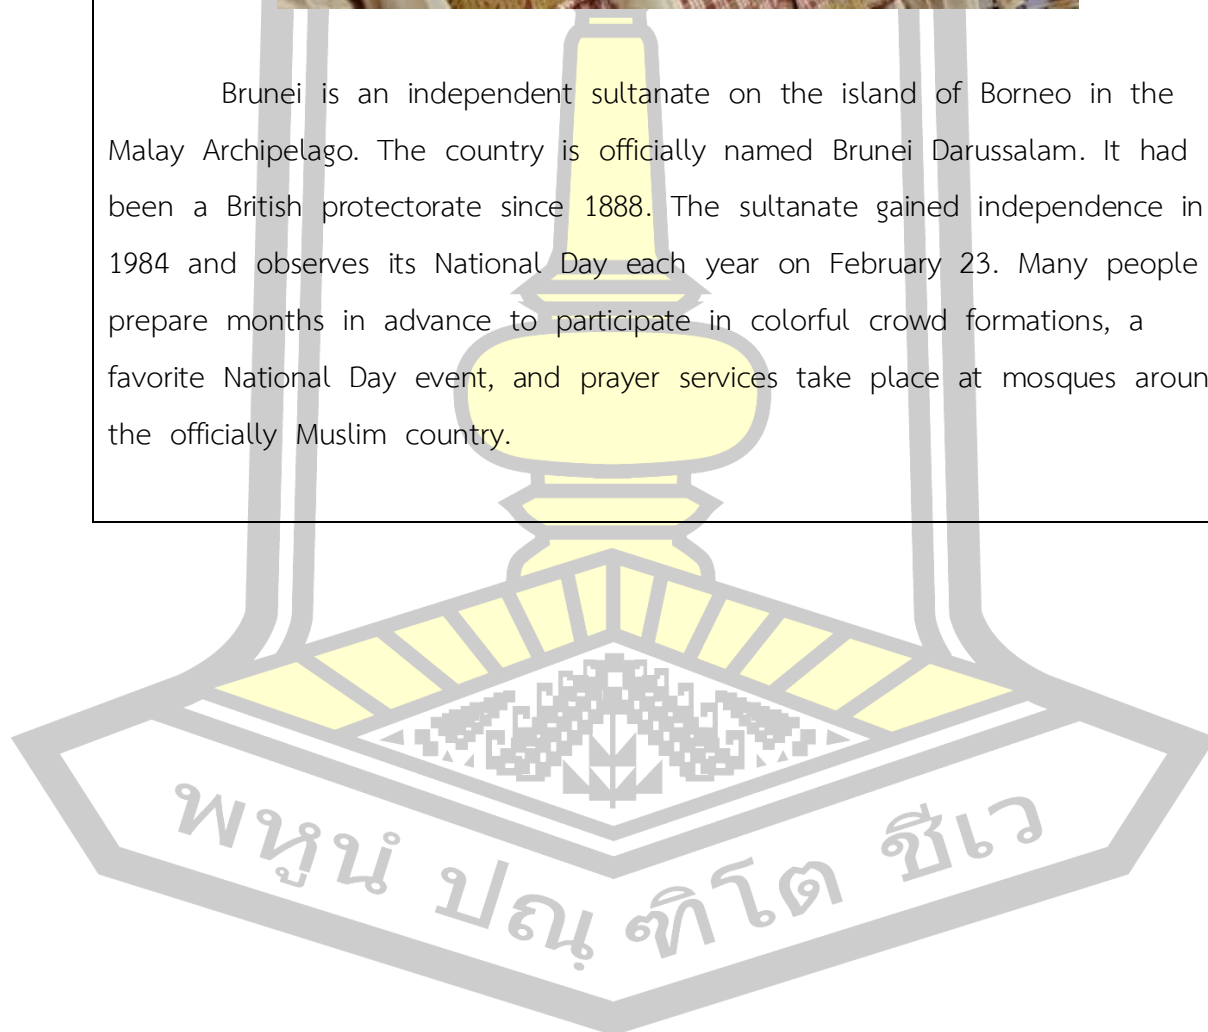 Brunei is an independent sultanate on the island of Borneo in the
Malay Archipelago. The country is officially named Brunei Darussalam. It had
been a British protectorate since 1888. The sultanate gained independence in
1984 and observes its National Day each year on February 23. Many people
prepare months in advance to participate in colorful crowd formations, a
favorite National Day event, and prayer services take place at mosques aroun
the officially Muslim country.
พหูนํ ปณฺฑิโต ชีเว